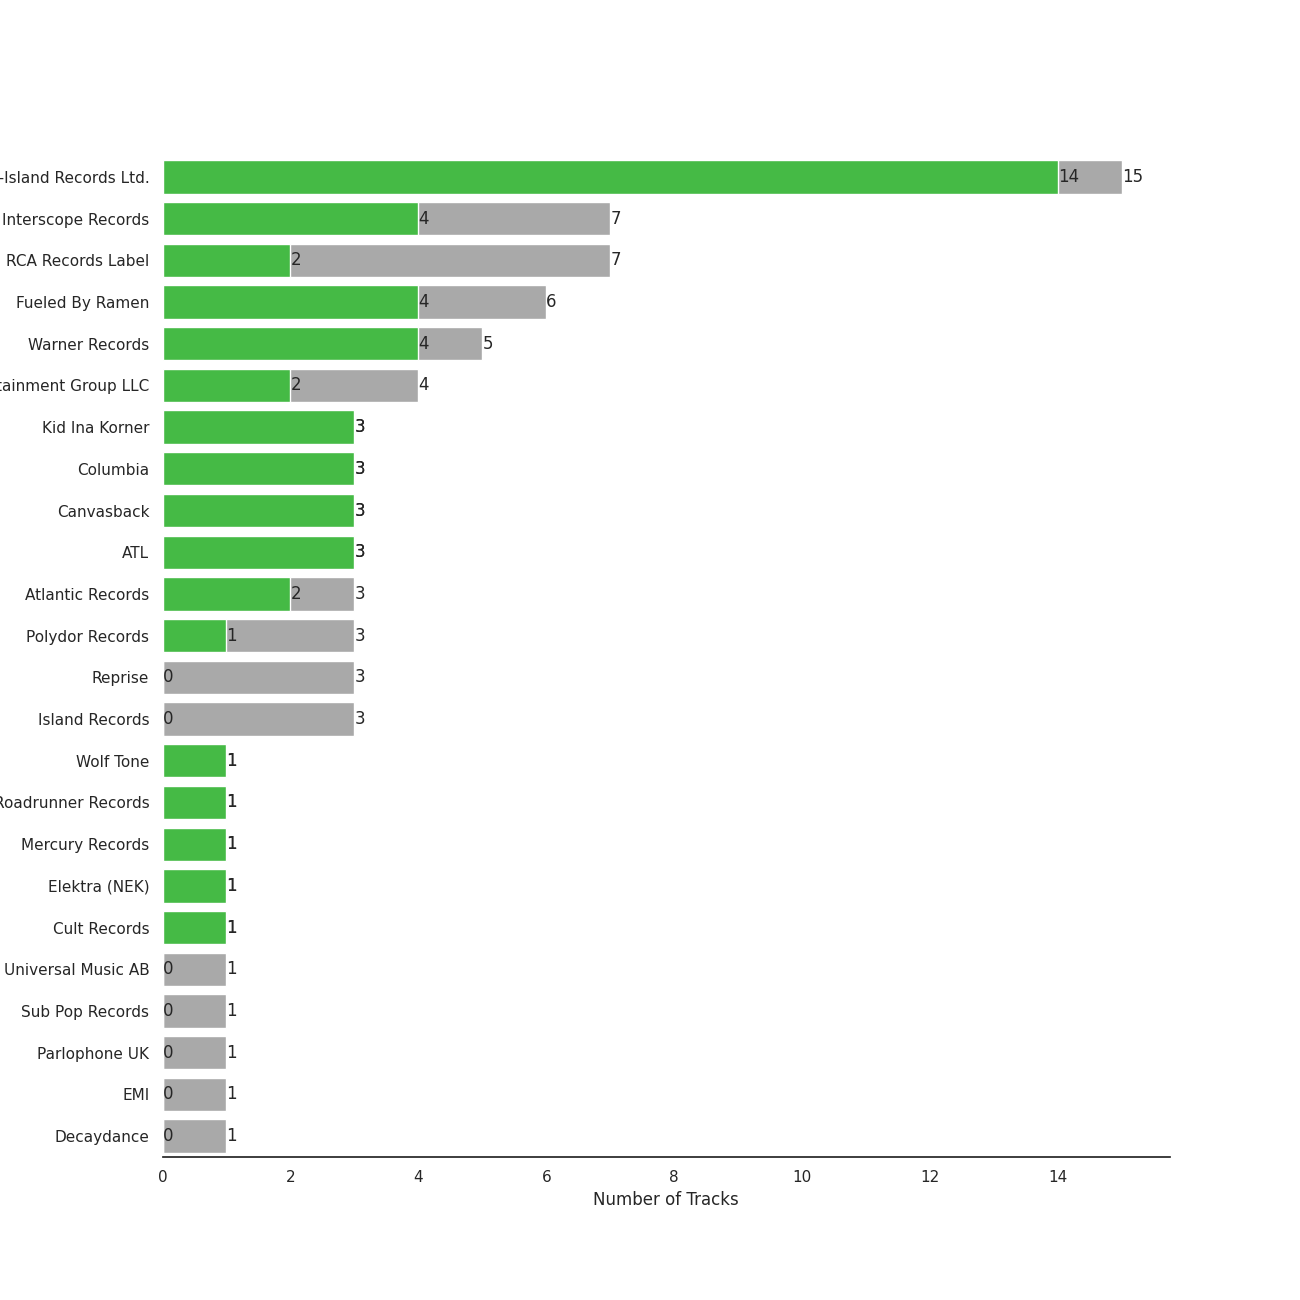 -Island Records Ltd. 14 15
Interscope Records 4 7
RCA Records Label 2 7
Fueled By Ramen 4 6
Warner Records 4 5
tainment Group LLC 2 4
Kid Ina Korner 3
Columbia 3
Canvasback 3
ATL 3
Atlantic Records 2 3
Polydor Records 1 3
Reprise 0 3
Island Records 0 3
Wolf Tone 1
Roadrunner Records 1
Mercury Records 1
Elektra (NEK) 1
Cult Records 1
Universal Music AB 0 1
Sub Pop Records 0 1
Parlophone UK 0 1
EMI 0 1
Decaydance 0 1
0 2 4 6 8 10 12 14
Number of Tracks